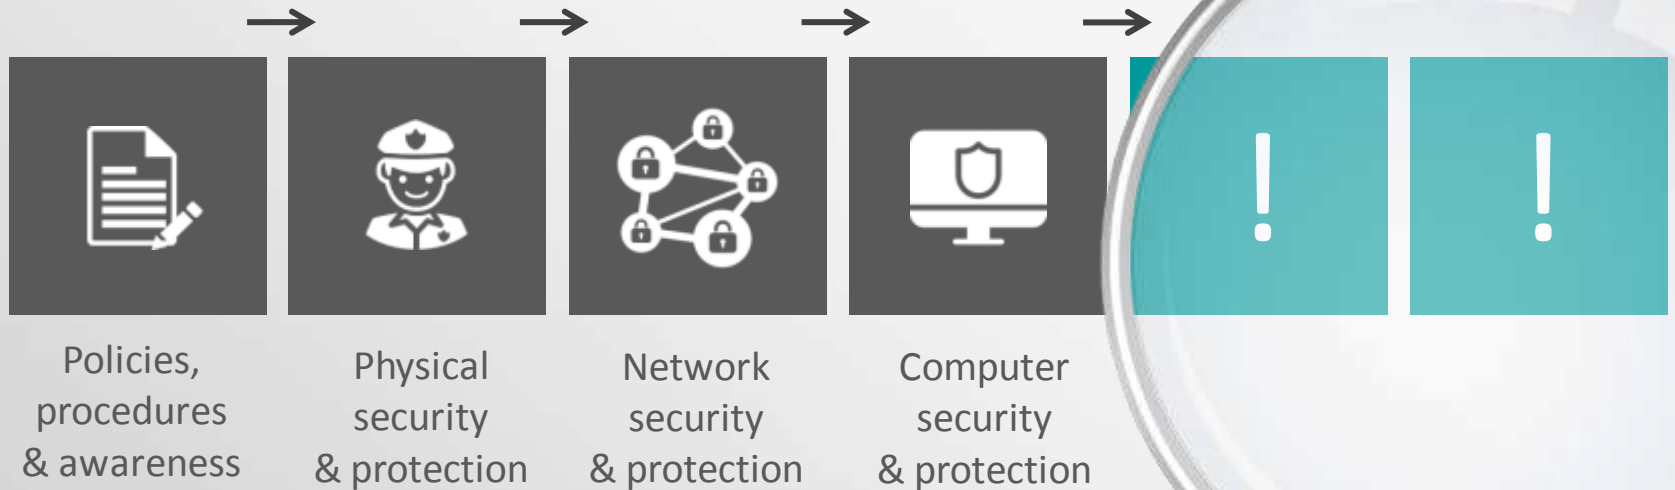 Policies,
procedures
& awareness
Physical
security
& protection
Network
security
& protection
Computer
security
& protection
!
!